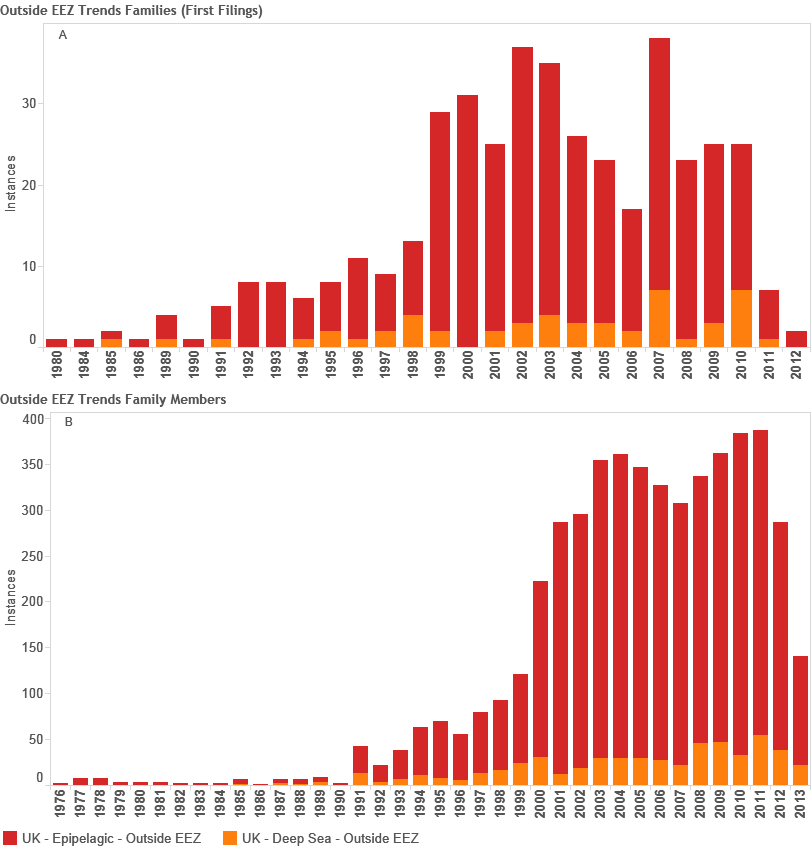 Outside EEZ Trends Families (First Filings)
A
Instances
30
20
10
0
1980 1984 1985 1986 1989 1990 1991 1992 1993 1994 1995 1996 1997 1998 1999 2000 2001 2002 2003 2004 2005 2006 2007 2008 2009 2010 2011 2012
Outside EEZ Trends Family Members
B
Instances
400
350
300
250
200
150
100
50
0
1976 1977 1978 1979 1980 1981 1982 1983 1984 1985 1986 1987 1988 1989 1990 1991 1992 1993 1994 1995 1996 1997 1998 1999 2000 2001 2002 2003 2004 2005 2006 2007 2008 2009 2010 2011 2012 2013
UK - Epipelagic - Outside EEZ UK - Deep Sea - Outside EEZ